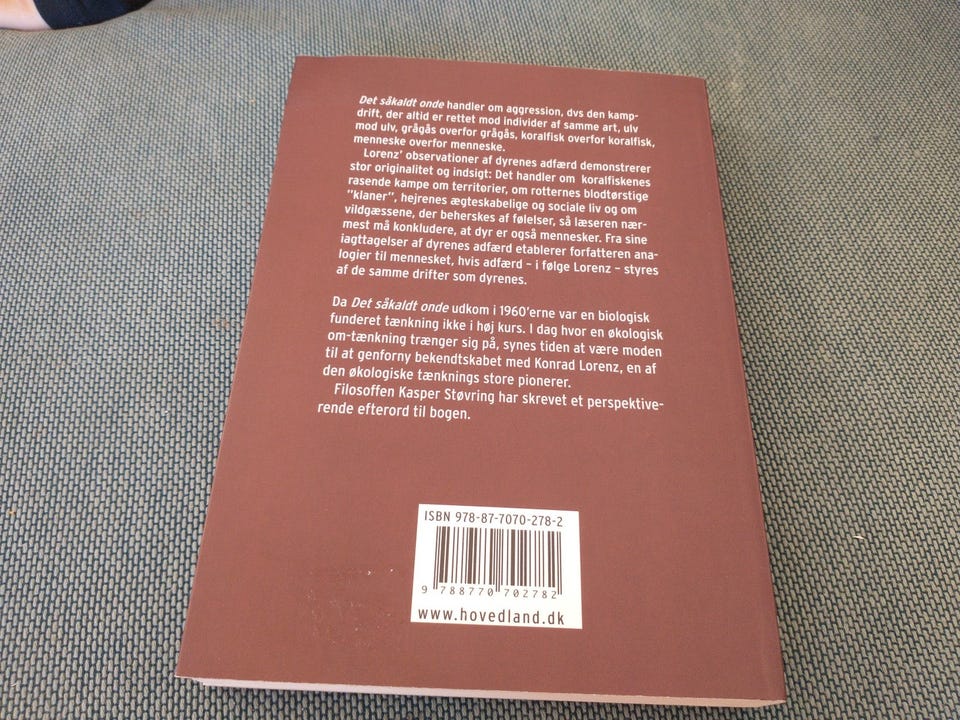 Det såkaldt onde handler om aggression, dvs den kamp-
drift, der altid er rettet mod individer af samme art, ulv
mod ulv, grågås overfor grågås, koralfisk overfor koralfisk,
menneske overfor menneske.
Lorenz' observationer af dyrenes adfærd demonstrerer
stor originalitet og indsigt: Det handler om koralfiskenes
rasende kampe om territorier, om rotternes blodtørstige
"klaner", hejrenes ægteskabelige og sociale liv og om
vildgæssene, der beherskes af følelser, så læseren nær-
mest må konkludere, at dyr er også mennesker. Fra sine
iagttagelser af dyrenes adfærd etablerer forfatteren ana-
logier til mennesket, hvis adfærd – i følge Lorenz – styres
af de samme drifter som dyrenes.
Da Det såkaldt onde udkom i 1960'erne var en biologisk
funderet tænkning ikke i høj kurs. I dag hvor en økologisk
om-tænkning trænger sig på, synes tiden at være moden
til at genforny bekendtskabet med Konrad Lorenz, en af
den økologiske tænknings store pionerer.
Filosoffen Kasper Støvring har skrevet et perspektive-
rende efterord til bogen.
ISBN 978-87-7070-278-2
9 788770 702782
www.hovedland.dk